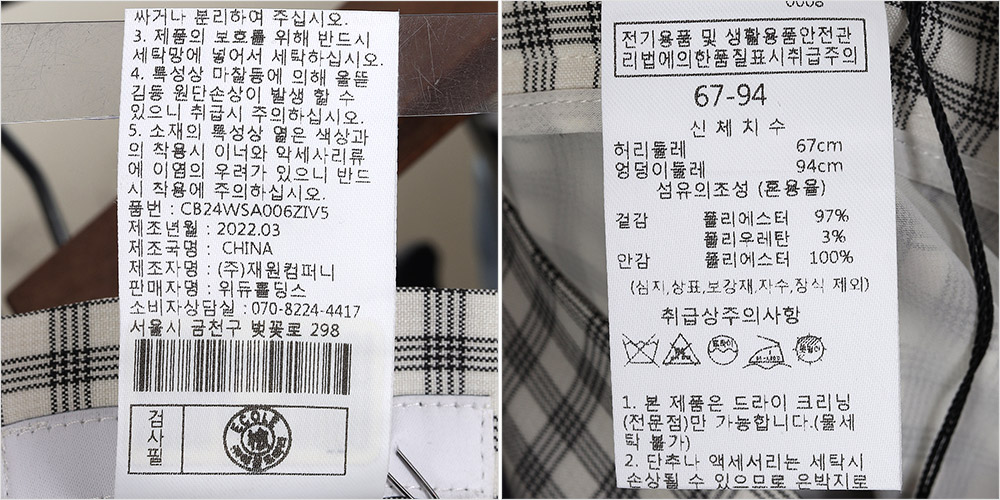 싸거나 분리하여 주십시오.
3. 제품의 보호를 위해 반드시
세탁망에 넣어서 세탁하십시오.
4. 특성상 마찰등에 의해 올뜯
김등 원단손상이 발생 할 수
있으니 취급시 주의하십시오.
5. 소재의 특성상 옅은 색상과
의 착용시 이너와 악세사리류
에 이염의 우려가 있으니 반드
시 착용에 주의하십시오.
품번 : CB24WSA006ZIV5
제조년월 : 2022.03
제조국명 : CHINA
제조자명 : (주)재원컴퍼니
판매자명 : 위듀홀딩스
소비자상담실 : 070-8224-4417
서울시 금천구 벚꽃로 298
검사필
ECOLE
0008
전기용품 및 생활용품안전관
리법에의한품질표시취급주의
67-94
신 체 치 수
허리둘레 67cm
엉덩이둘레 94cm
섬유의조성 (혼용율)
겉감 폴리에스터 97%
폴리우레탄 3%
안감 폴리에스터 100%
(심지,상표,보강재,자수,장식 제외)
취급상주의사항
1. 본 제품은 드라이 크리닝
(전문점)만 가능합니다.(물세
탁 불가)
2. 단추나 액세서리는 세탁시
손상될 수 있으므로 은박지로